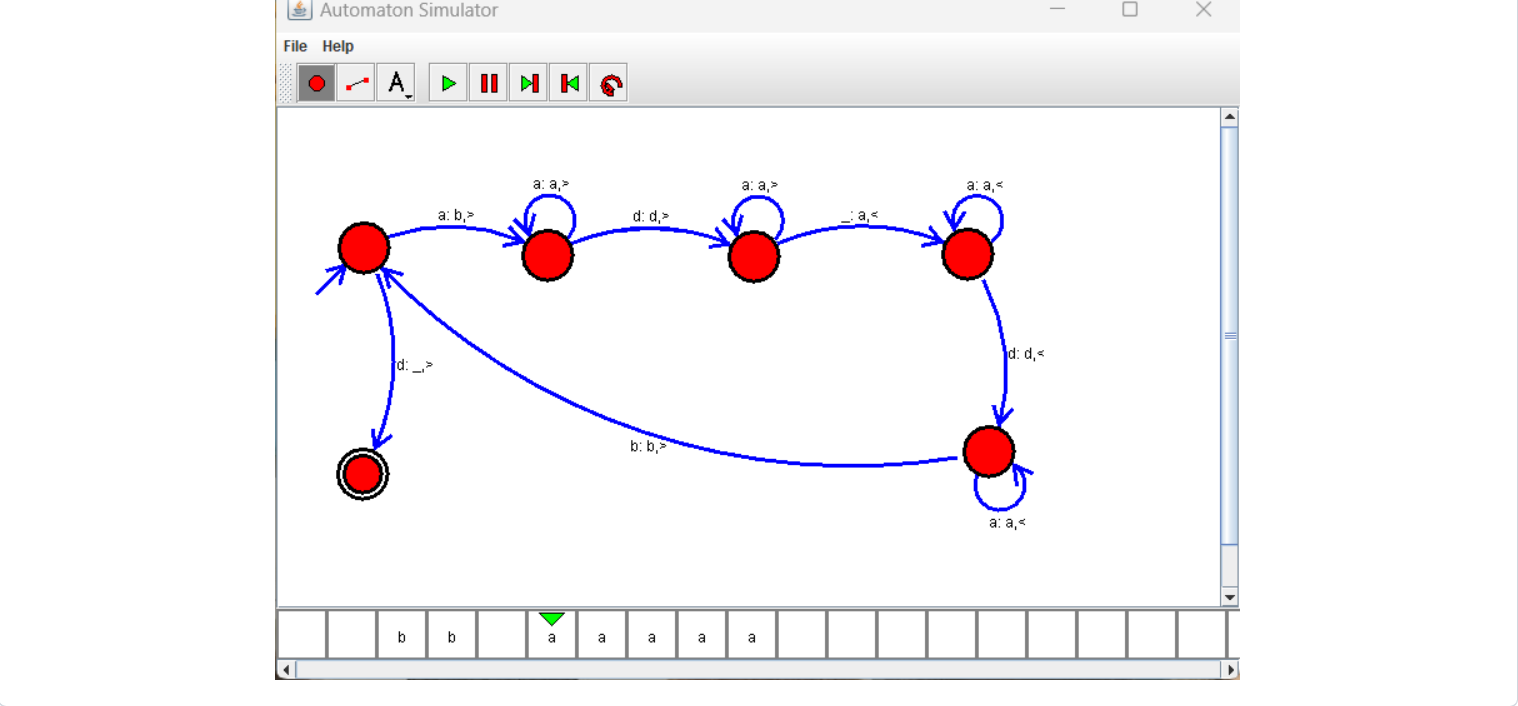 Automaton Simulator
File Help
A
a: a,> a: a,> a: a,<
a: b,> d: d,> _: a,<
d: d,<
d: _,>
b: b,>
a: a,<
b b a a a a a